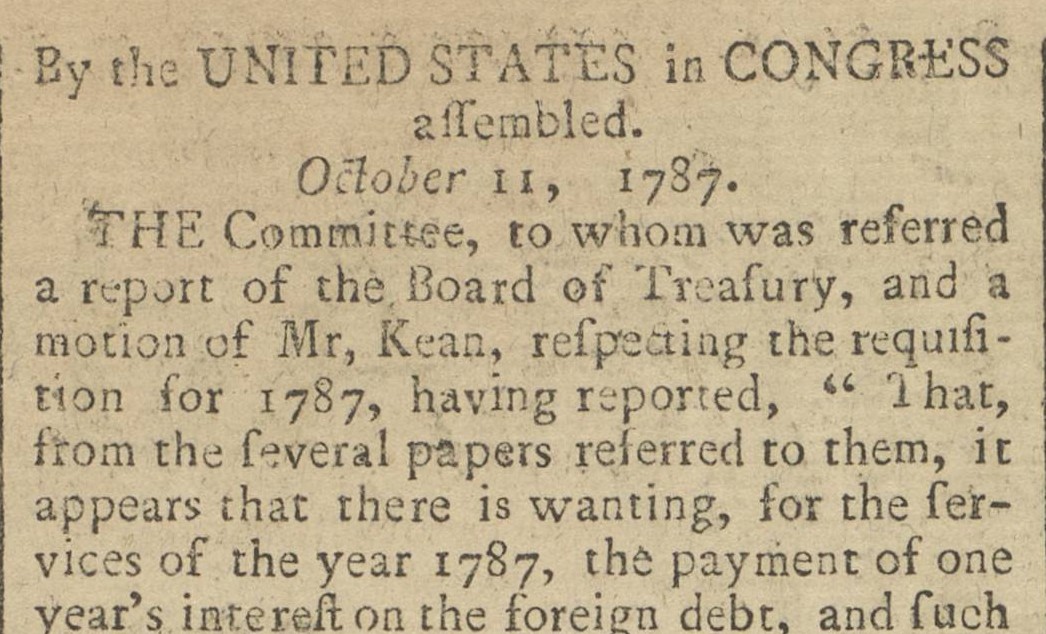 By the UNITED STATES in CONGRESS
aſſembled.
October 11, 1787.
THE Committee, to whom was referred
a report of the Board of Treaſury, and a
motion of Mr, Kean, reſpecting the requiſi-
tion for 1787, having reported, “ That,
from the ſeveral papers referred to them, it
appears that there is wanting, for the ſer-
vices of the year 1787, the payment of one
year's intereſt on the foreign debt, and ſuch